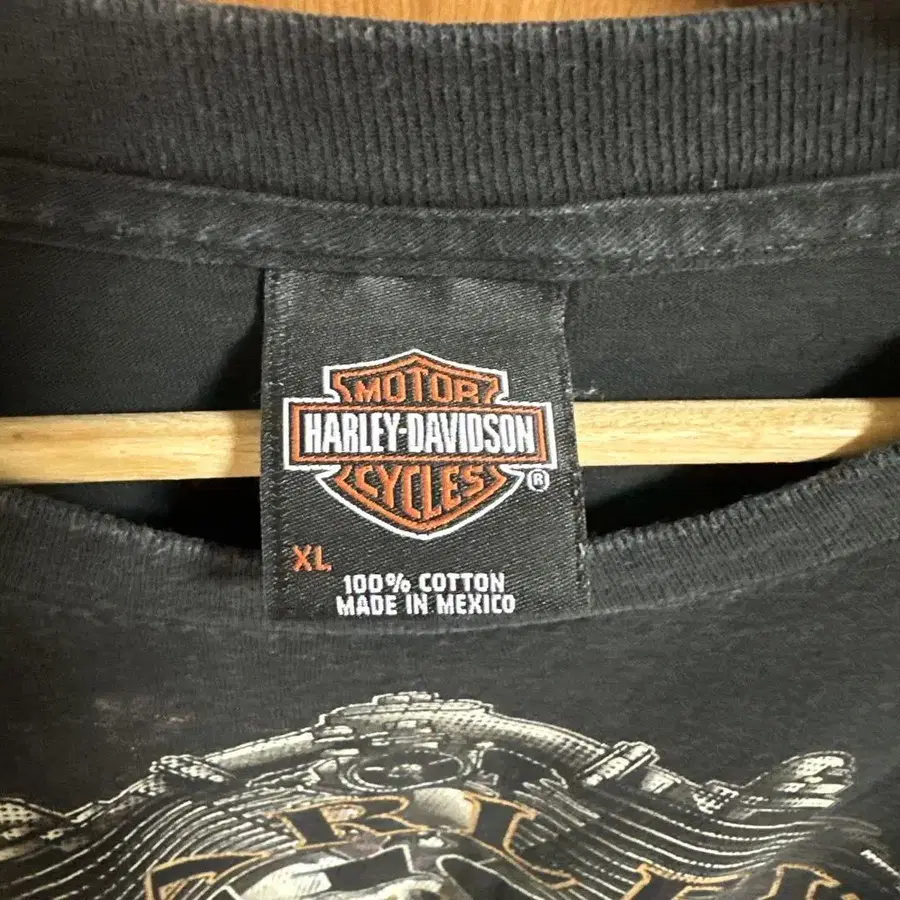 MOTOR
HARLEY-DAVIDSON
CYCLES
®
XL
100% COTTON
MADE IN MEXICO